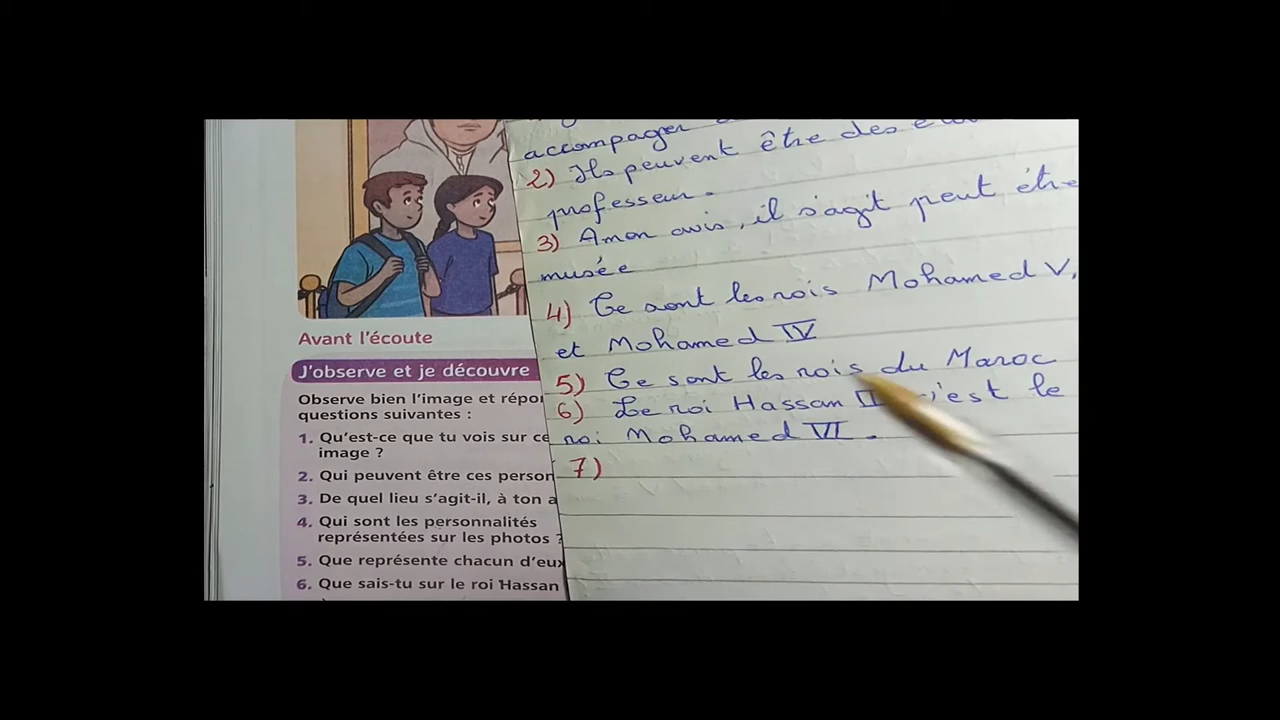 accompager
2) Ils peuvent être des
professeur.
3) A mon avis, il s'agit peut être
musée
4) Ce sont les rois Mohamed V,
et Mohamed IV
5) Ce sont les rois du Maroc
6) Le roi Hassan II c'est le
roi Mohamed VI.
7)
Avant l'écoute
J'observe et je découvre
Observe bien l'image et répo
questions suivantes :
1. Qu'est-ce que tu vois sur ce
image ?
2. Qui peuvent être ces person
3. De quel lieu s'agit-il, à ton a
4. Qui sont les personnalités
représentées sur les photos ?
5. Que représente chacun d'eux
6. Que sais-tu sur le roi Hassan